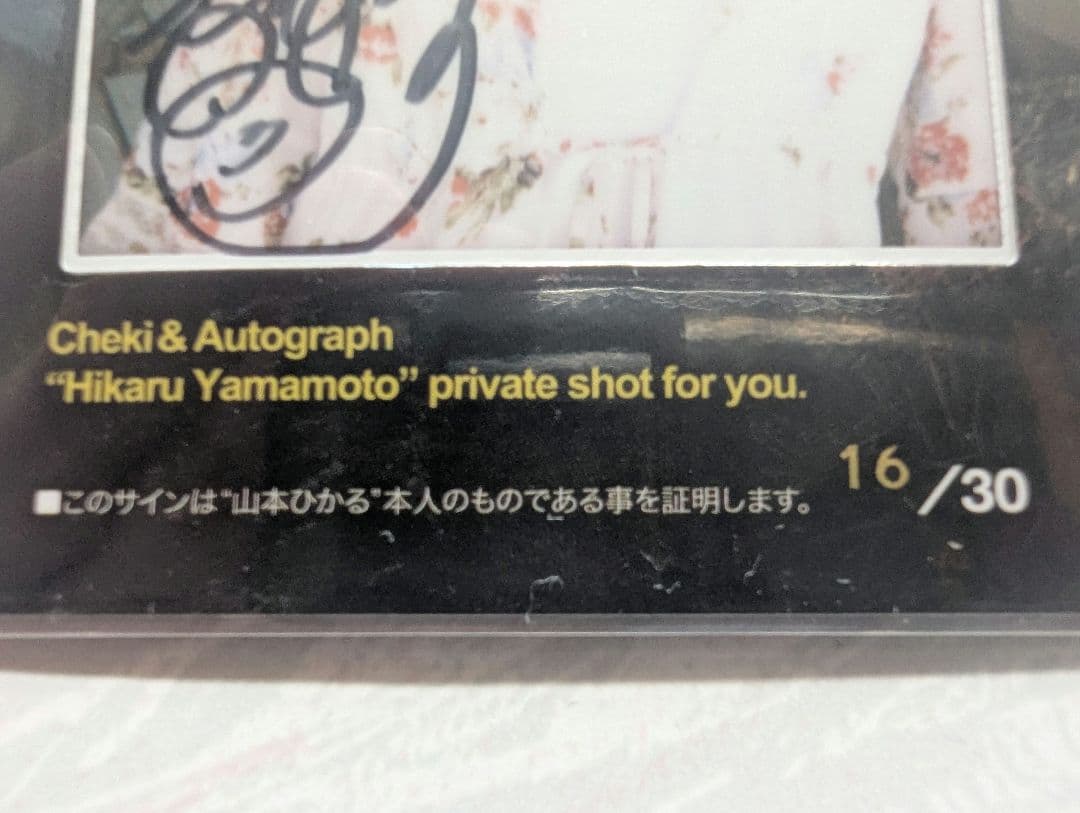 Cheki & Autograph
“Hikaru Yamamoto” private shot for you.
16/30
■このサインは“山本ひかる”本人のものである事を証明します。